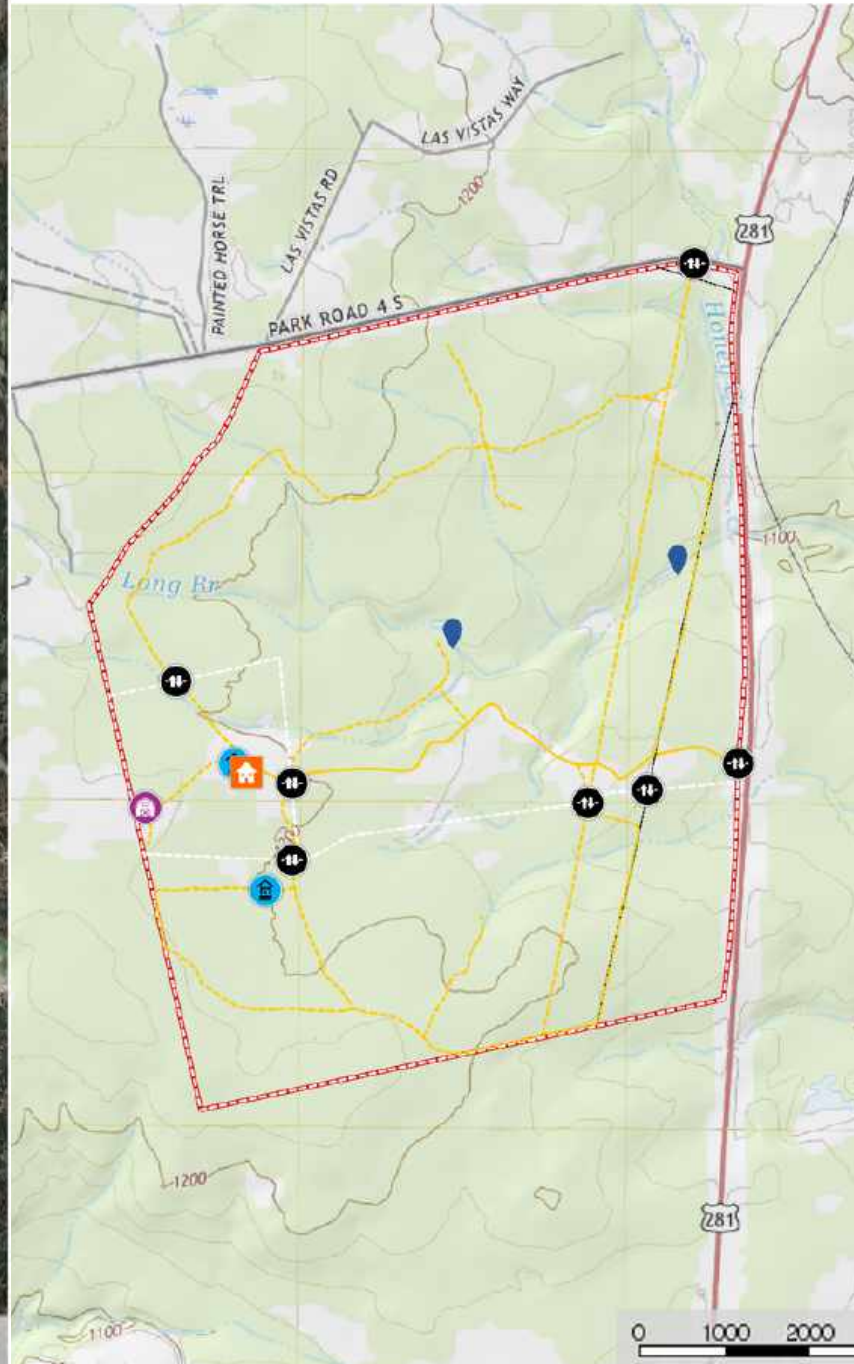 LAS VISTAS WAY
PAINTED HORSE TRL
LAS VISTAS RD
1200
281
PARK ROAD 4 S
Honey
1100
Long Br
1200
281
1100
0 1000 2000